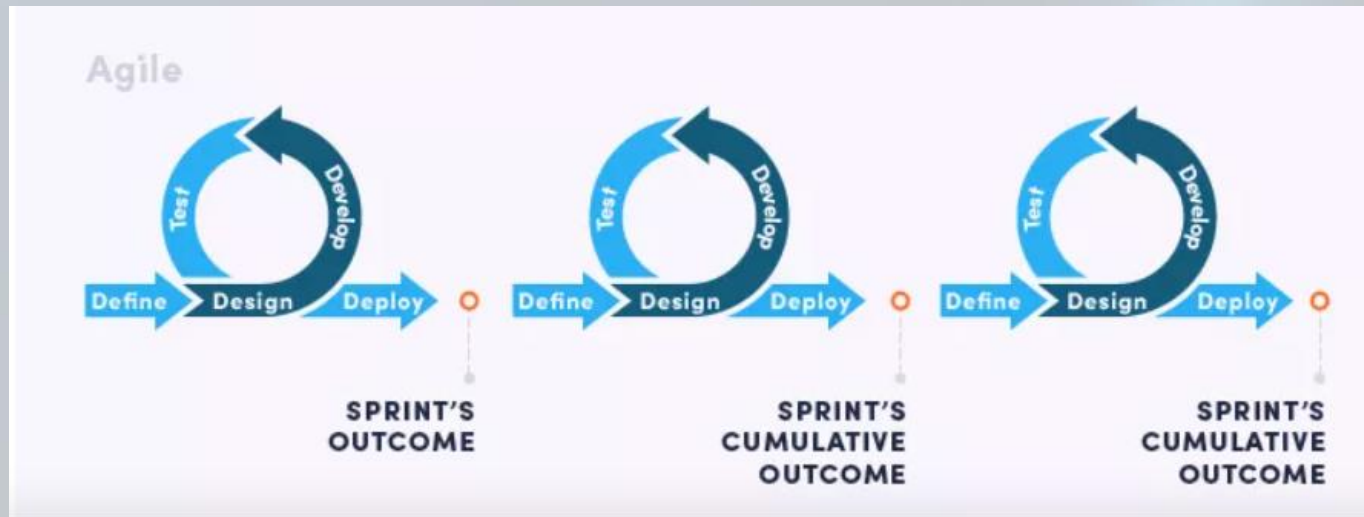 Agile
Test
Develop
Define
Design
Deploy
SPRINT'S
OUTCOME
Test
Develop
Define
Design
Deploy
SPRINT'S
CUMULATIVE
OUTCOME
Test
Develop
Define
Design
Deploy
SPRINT'S
CUMULATIVE
OUTCOME